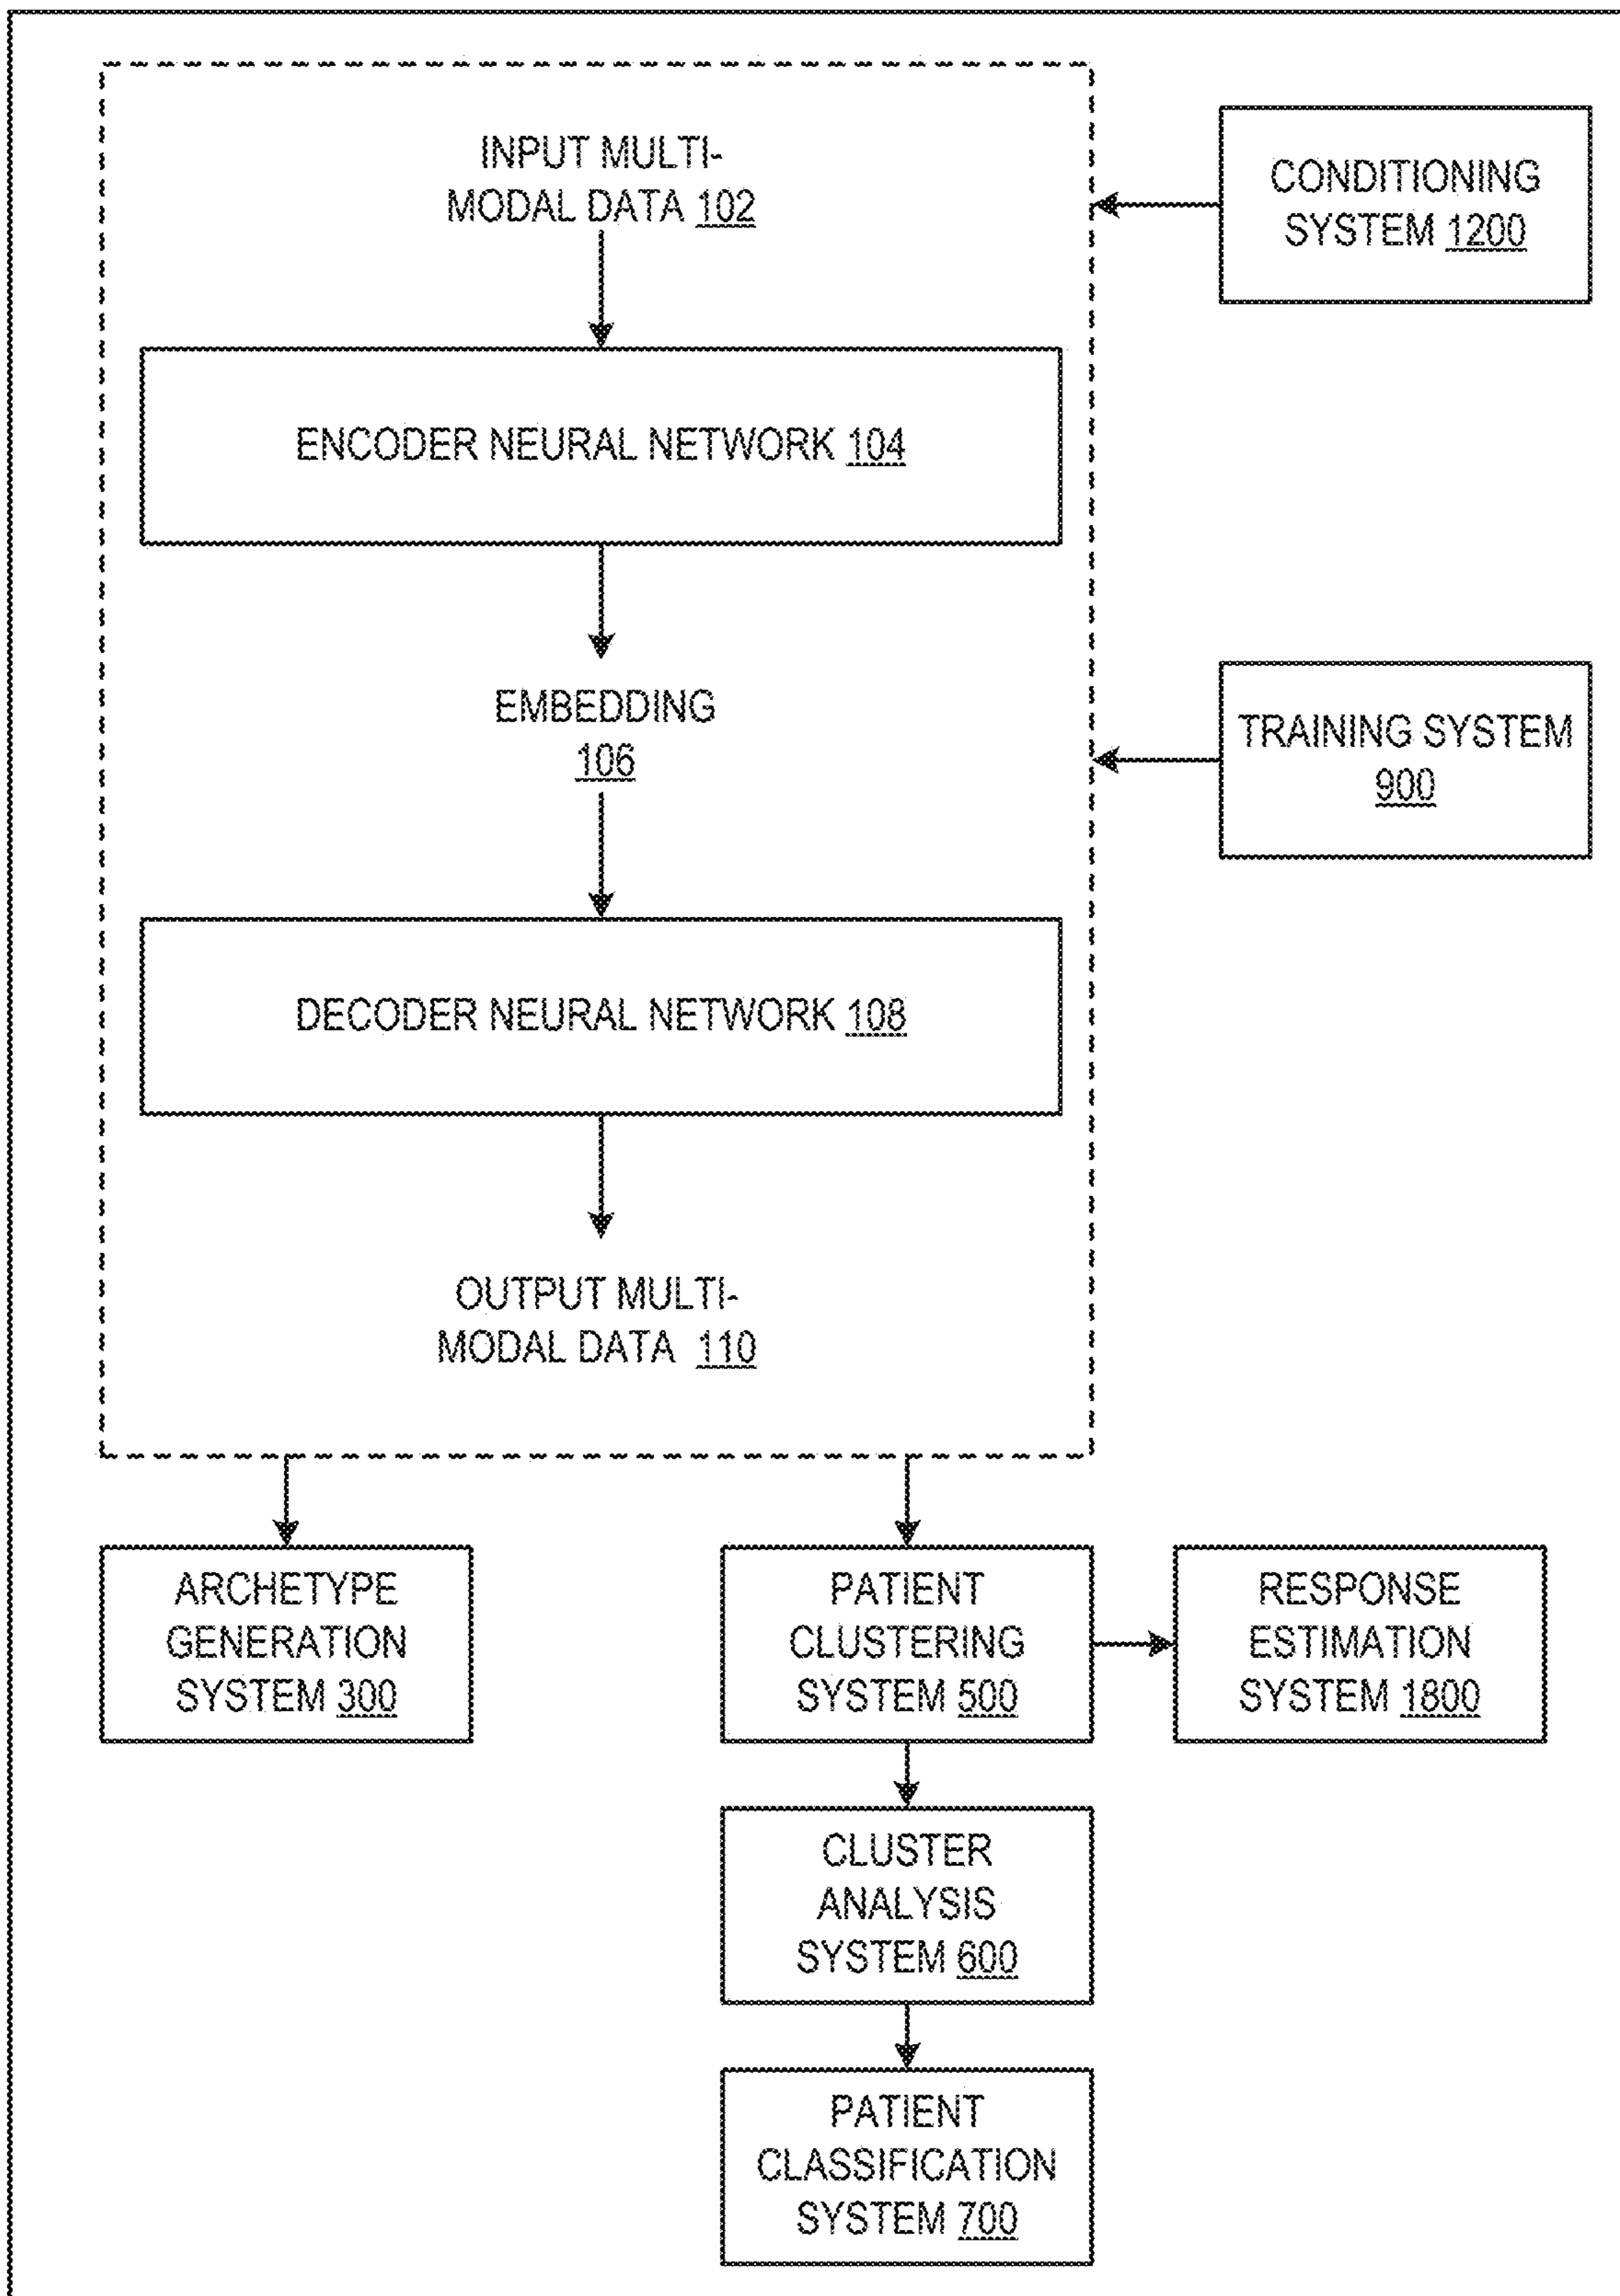 INPUT MULTI-
MODAL DATA 102
CONDITIONING
SYSTEM 1200
ENCODER NEURAL NETWORK 104
EMBEDDING
106
TRAINING SYSTEM
900
DECODER NEURAL NETWORK 108
OUTPUT MULTI-
MODAL DATA 110
ARCHETYPE
GENERATION
SYSTEM 300
PATIENT
CLUSTERING
SYSTEM 500
RESPONSE
ESTIMATION
SYSTEM 1800
CLUSTER
ANALYSIS
SYSTEM 600
PATIENT
CLASSIFICATION
SYSTEM 700